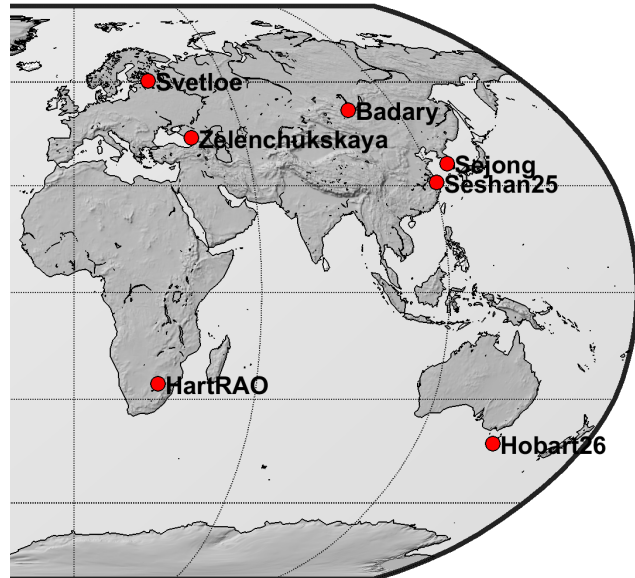 Svetloe
Badary
Zelenchukskaya
Sejong
Seshan25
HartRAO
Hobart26